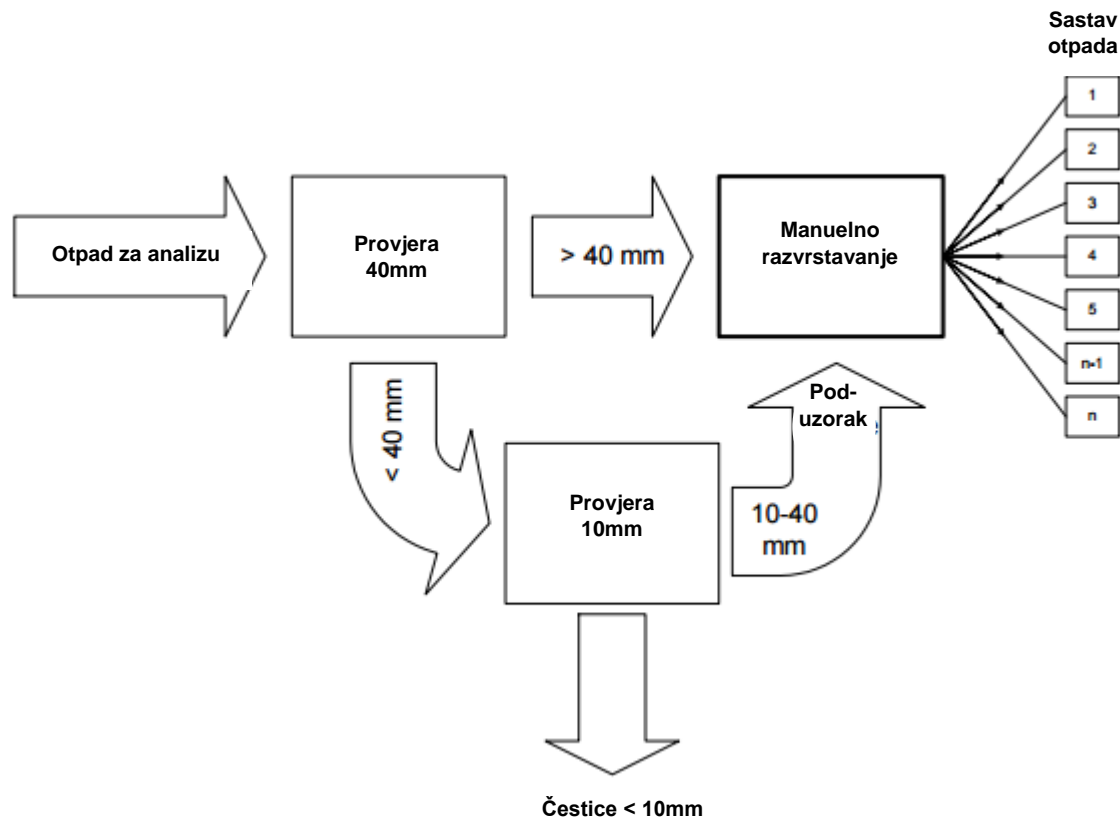 Sastav
otpada
Otpad za analizu
Provjera
40mm
> 40 mm
Manuelno
razvrstavanje
1
2
3
4
5
n-1
n
< 40 mm
Provjera
10mm
10-40
mm
Pod-
uzorak
Čestice < 10mm